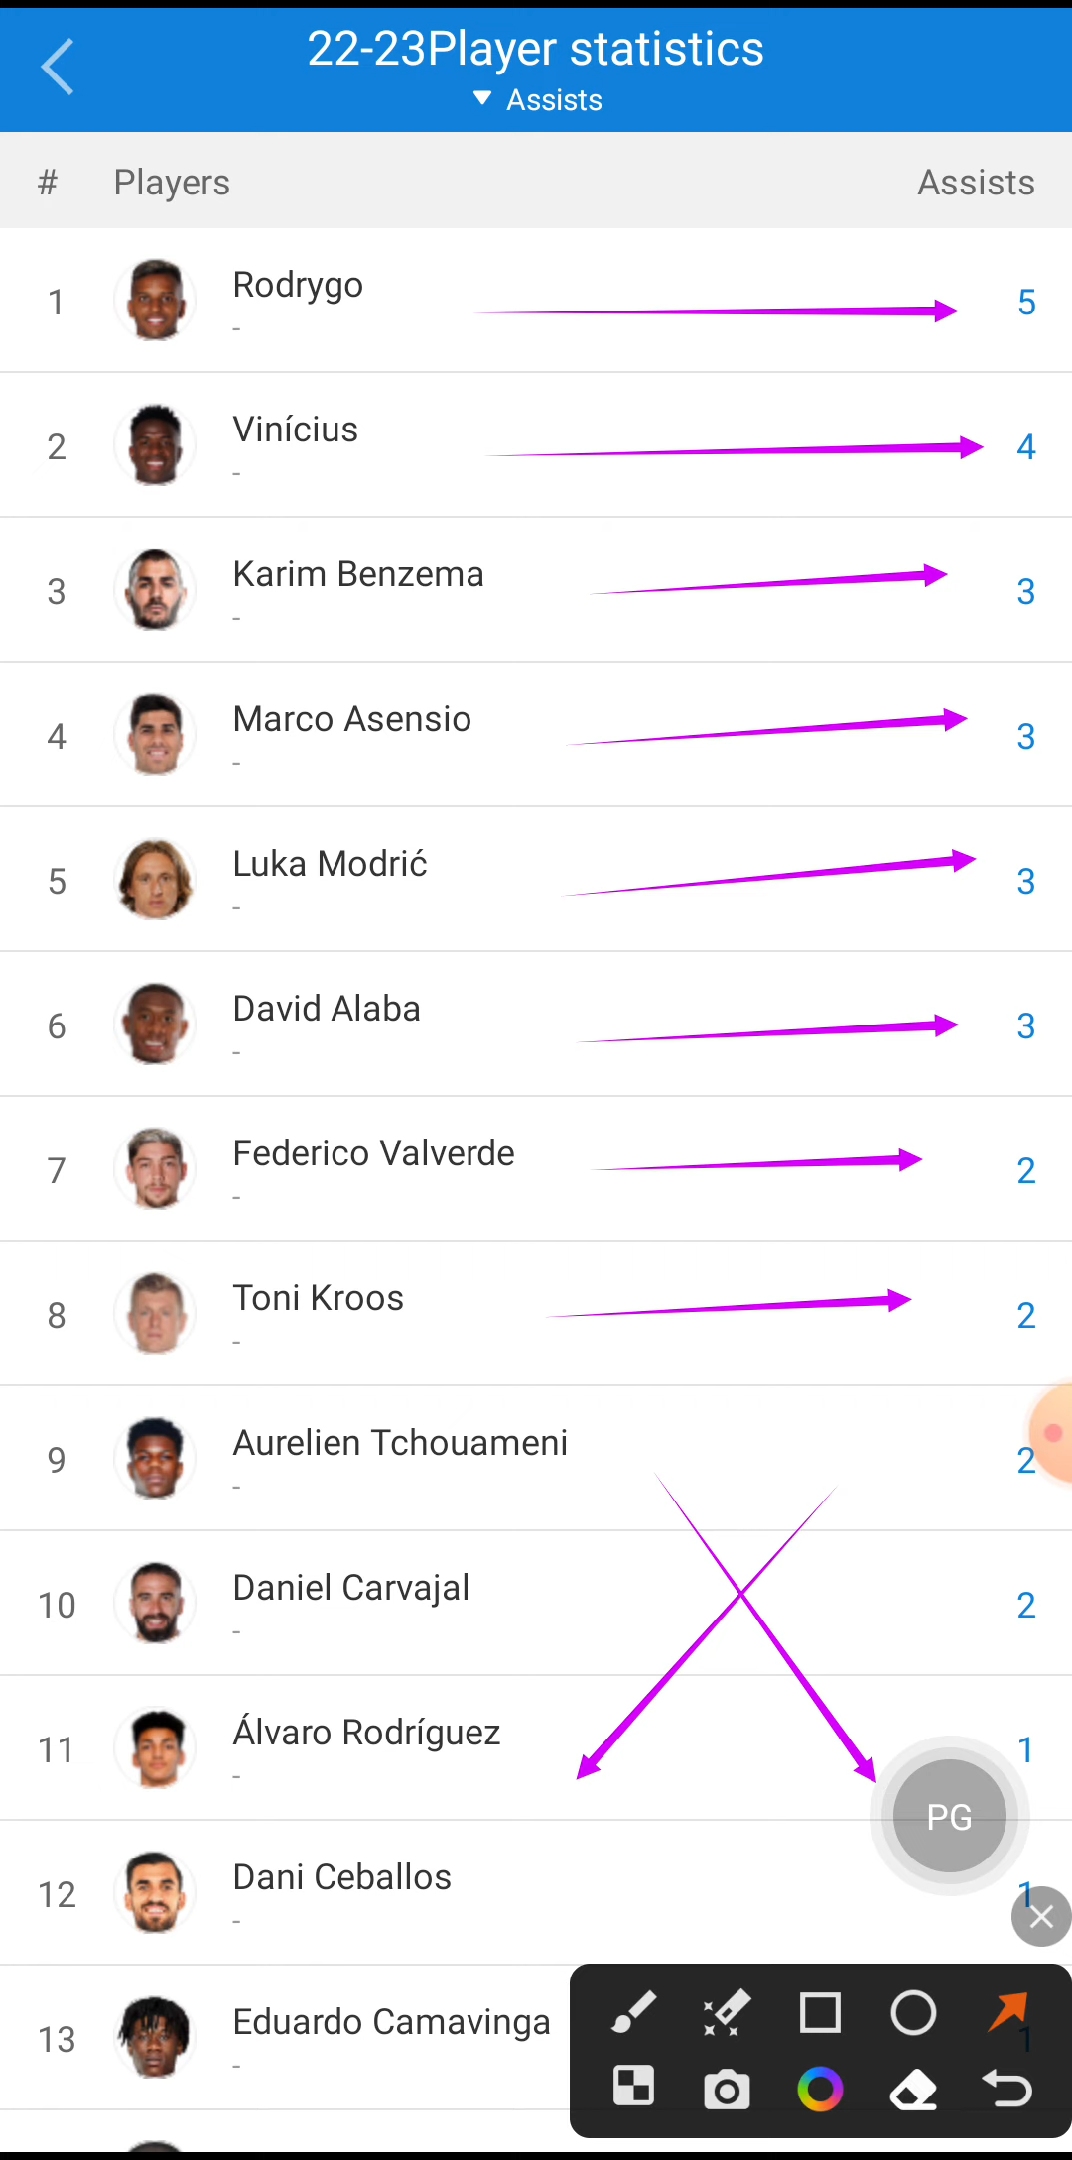 22-23Player statistics
Assists
# Players Assists
1 Rodrygo 5
-
2 Vinícius 4
-
3 Karim Benzema 3
-
4 Marco Asensio 3
-
5 Luka Modrić 3
-
6 David Alaba 3
-
7 Federico Valverde 2
-
8 Toni Kroos 2
-
9 Aurelien Tchouameni 2
-
10 Daniel Carvajal 2
-
11 Álvaro Rodríguez 1
-
PG
12 Dani Ceballos 1
-
13 Eduardo Camavinga 1
-